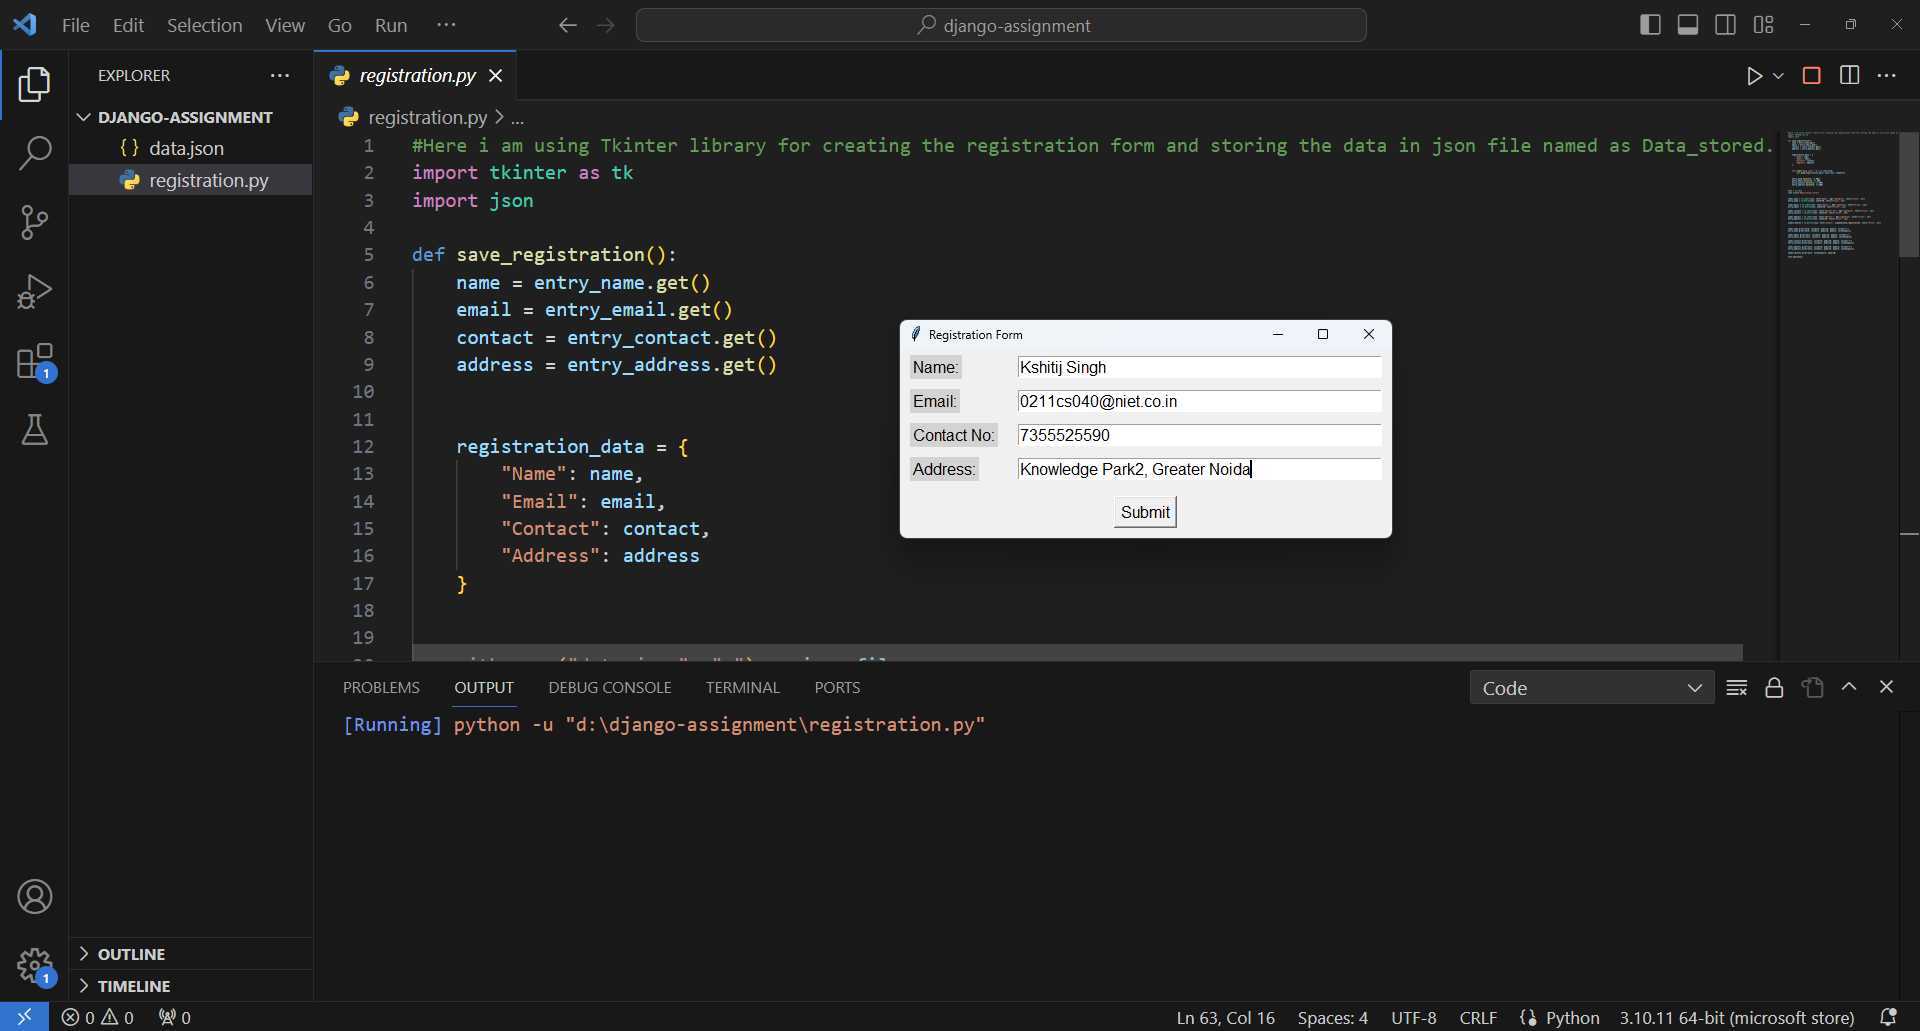 File Edit Selection View Go Run ···
django-assignment
EXPLORER ···
DJANGO-ASSIGNMENT
{} data.json
registration.py
1
OUTLINE
TIMELINE
1
registration.py
registration.py > ...
1 #Here i am using Tkinter library for creating the registration form and storing the data in json file named as Data_stored.
2 import tkinter as tk
3 import json
4
5 def save_registration():
6 name = entry_name.get()
7 email = entry_email.get()
8 contact = entry_contact.get()
9 address = entry_address.get()
10
11
12 registration_data = {
13 "Name": name,
14 "Email": email,
15 "Contact": contact,
16 "Address": address
17 }
18
19
Registration Form
Name: Kshitij Singh
Email: 0211cs040@niet.co.in
Contact No: 7355525590
Address: Knowledge Park2, Greater Noida
Submit
PROBLEMS OUTPUT DEBUG CONSOLE TERMINAL PORTS
Code
[Running] python -u "d:\django-assignment\registration.py"
0 0 0
Ln 63, Col 16 Spaces: 4 UTF-8 CRLF {} Python 3.10.11 64-bit (microsoft store)